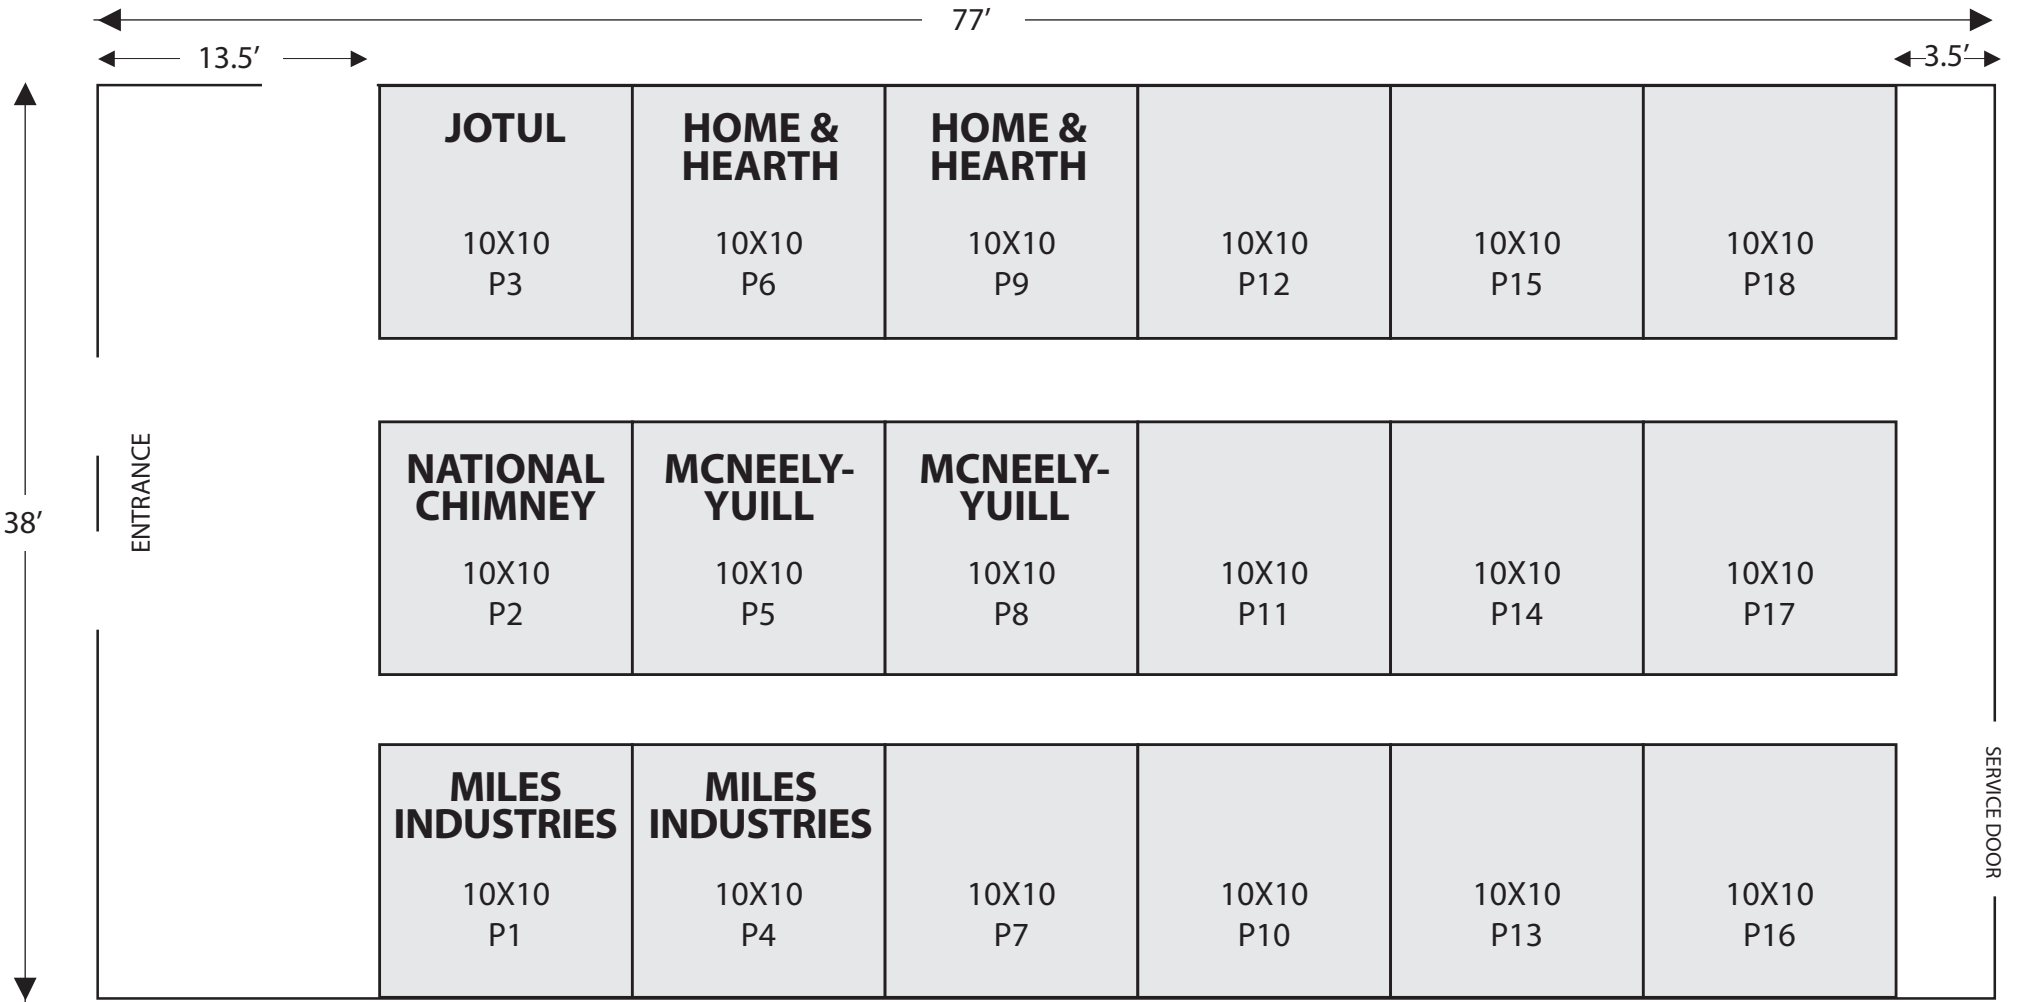 77’
13.5’
3.5’
JOTUL
10X10
P3
HOME &
HEARTH
10X10
P6
HOME &
HEARTH
10X10
P9
10X10
P12
10X10
P15
10X10
P18
38’
ENTRANCE
NATIONAL
CHIMNEY
10X10
P2
MCNEELY-
YUILL
10X10
P5
MCNEELY-
YUILL
10X10
P8
10X10
P11
10X10
P14
10X10
P17
MILES
INDUSTRIES
10X10
P1
MILES
INDUSTRIES
10X10
P4
10X10
P7
10X10
P10
10X10
P13
10X10
P16
SERVICE DOOR